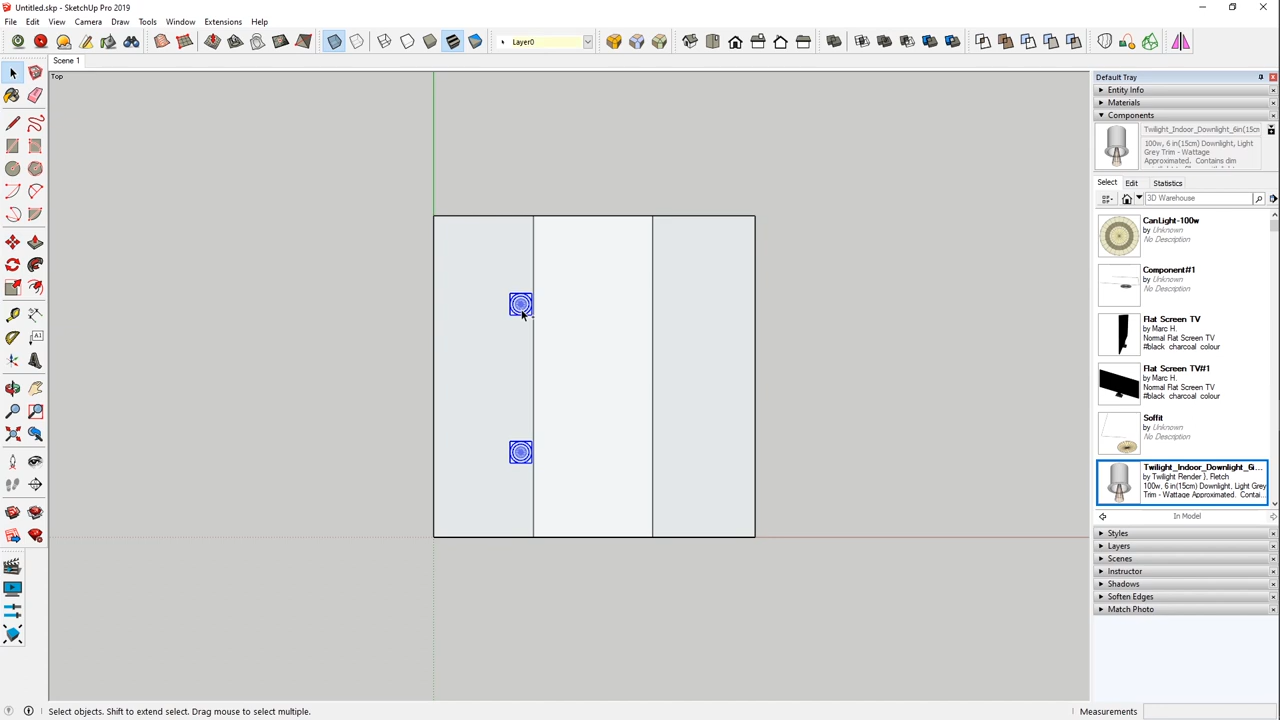 Untitled.skp - SketchUp Pro 2019
File Edit View Camera Draw Tools Window Extensions Help
Layer0
Scene 1
Top
Default Tray
Entity Info
Materials
Components
Twilight_Indoor_Downlight_6in(15cm
100w, 6 in(15cm) Downlight, Light
Grey Trim - Wattage
Approximated. Contains dim
Select Edit Statistics
3D Warehouse
CanLight-100w
by Unknown
No Description
Component#1
by Unknown
No Description
Flat Screen TV
by Marc H.
Normal Flat Screen TV
#black charcoal colour
Flat Screen TV#1
by Marc H.
Normal Flat Screen TV
#black charcoal colour
Soffit
by Unknown
No Description
Twilight_Indoor_Downlight_6i...
by Twilight Render }, Fletch
100w, 6 in(15cm) Downlight, Light Grey
Trim - Wattage Approximated. Contai...
In Model
Styles
Layers
Scenes
Instructor
Shadows
Soften Edges
Match Photo
Select objects. Shift to extend select. Drag mouse to select multiple.
Measurements